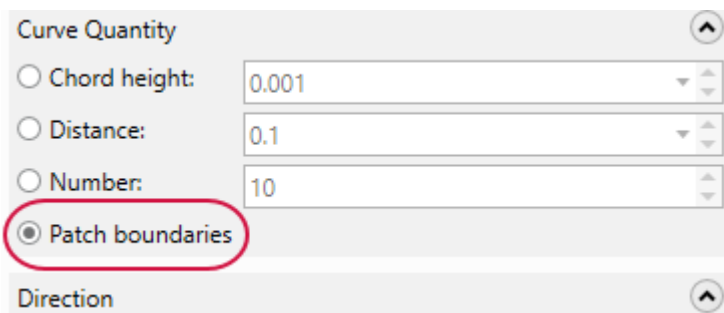 Curve Quantity
Chord height: 0.001
Distance: 0.1
Number: 10
Patch boundaries
Direction